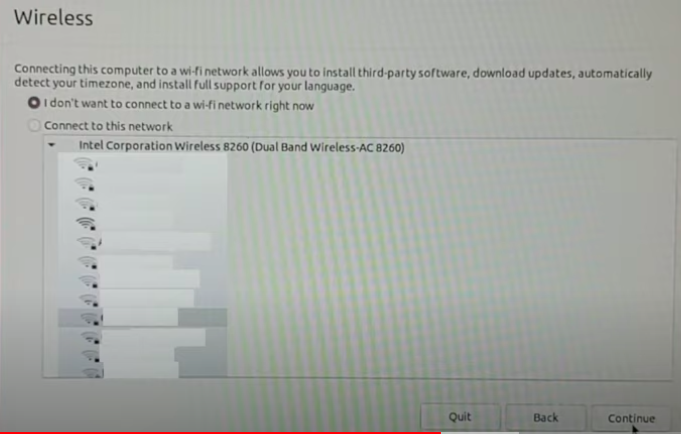 Wireless
Connecting this computer to a wi-fi network allows you to install third-party software, download updates, automatically
detect your timezone, and install full support for your language.
I don't want to connect to a wi-fi network right now
Connect to this network
Intel Corporation Wireless 8260 (Dual Band Wireless-AC 8260)
Quit
Back
Continue